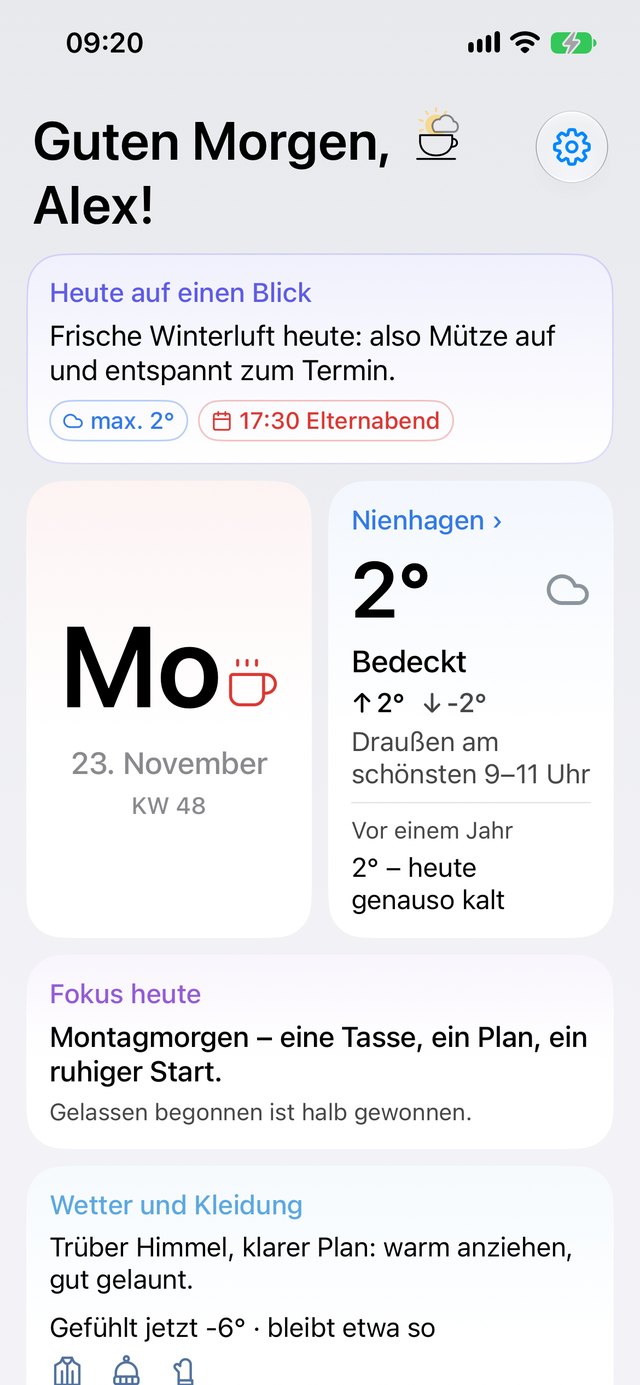 09:20
Guten Morgen,
Alex!
Heute auf einen Blick
Frische Winterluft heute: also Mütze auf
und entspannt zum Termin.
max. 2°
17:30 Elternabend
Mo
23. November
KW 48
Nienhagen ›
2°
Bedeckt
↑ 2° ↓ -2°
Draußen am
schönsten 9–11 Uhr
Vor einem Jahr
2° – heute
genauso kalt
Fokus heute
Montagmorgen – eine Tasse, ein Plan, ein
ruhiger Start.
Gelassen begonnen ist halb gewonnen.
Wetter und Kleidung
Trüber Himmel, klarer Plan: warm anziehen,
gut gelaunt.
Gefühlt jetzt -6° · bleibt etwa so